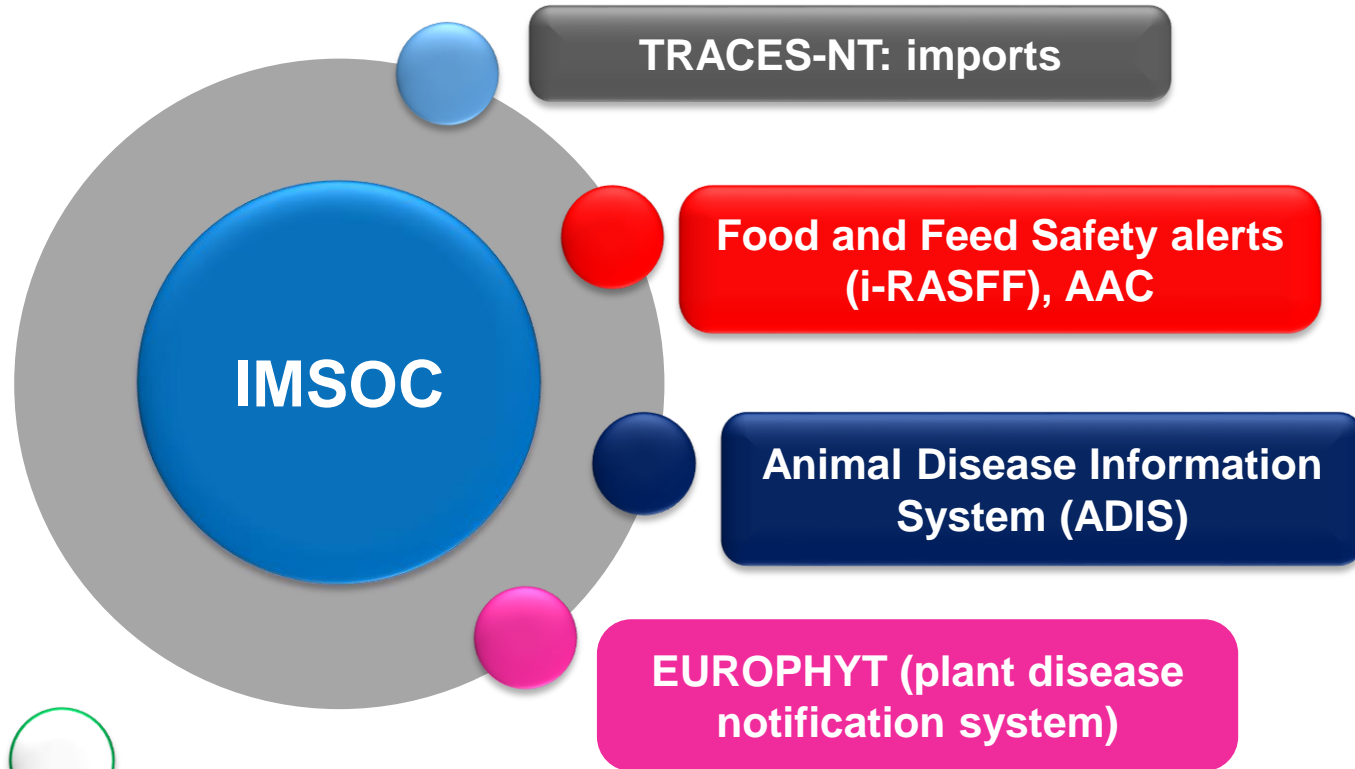 TRACES-NT: imports
Food and Feed Safety alerts
(i-RASFF), AAC
IMSOC
Animal Disease Information
System (ADIS)
EUROPHYT (plant disease
notification system)